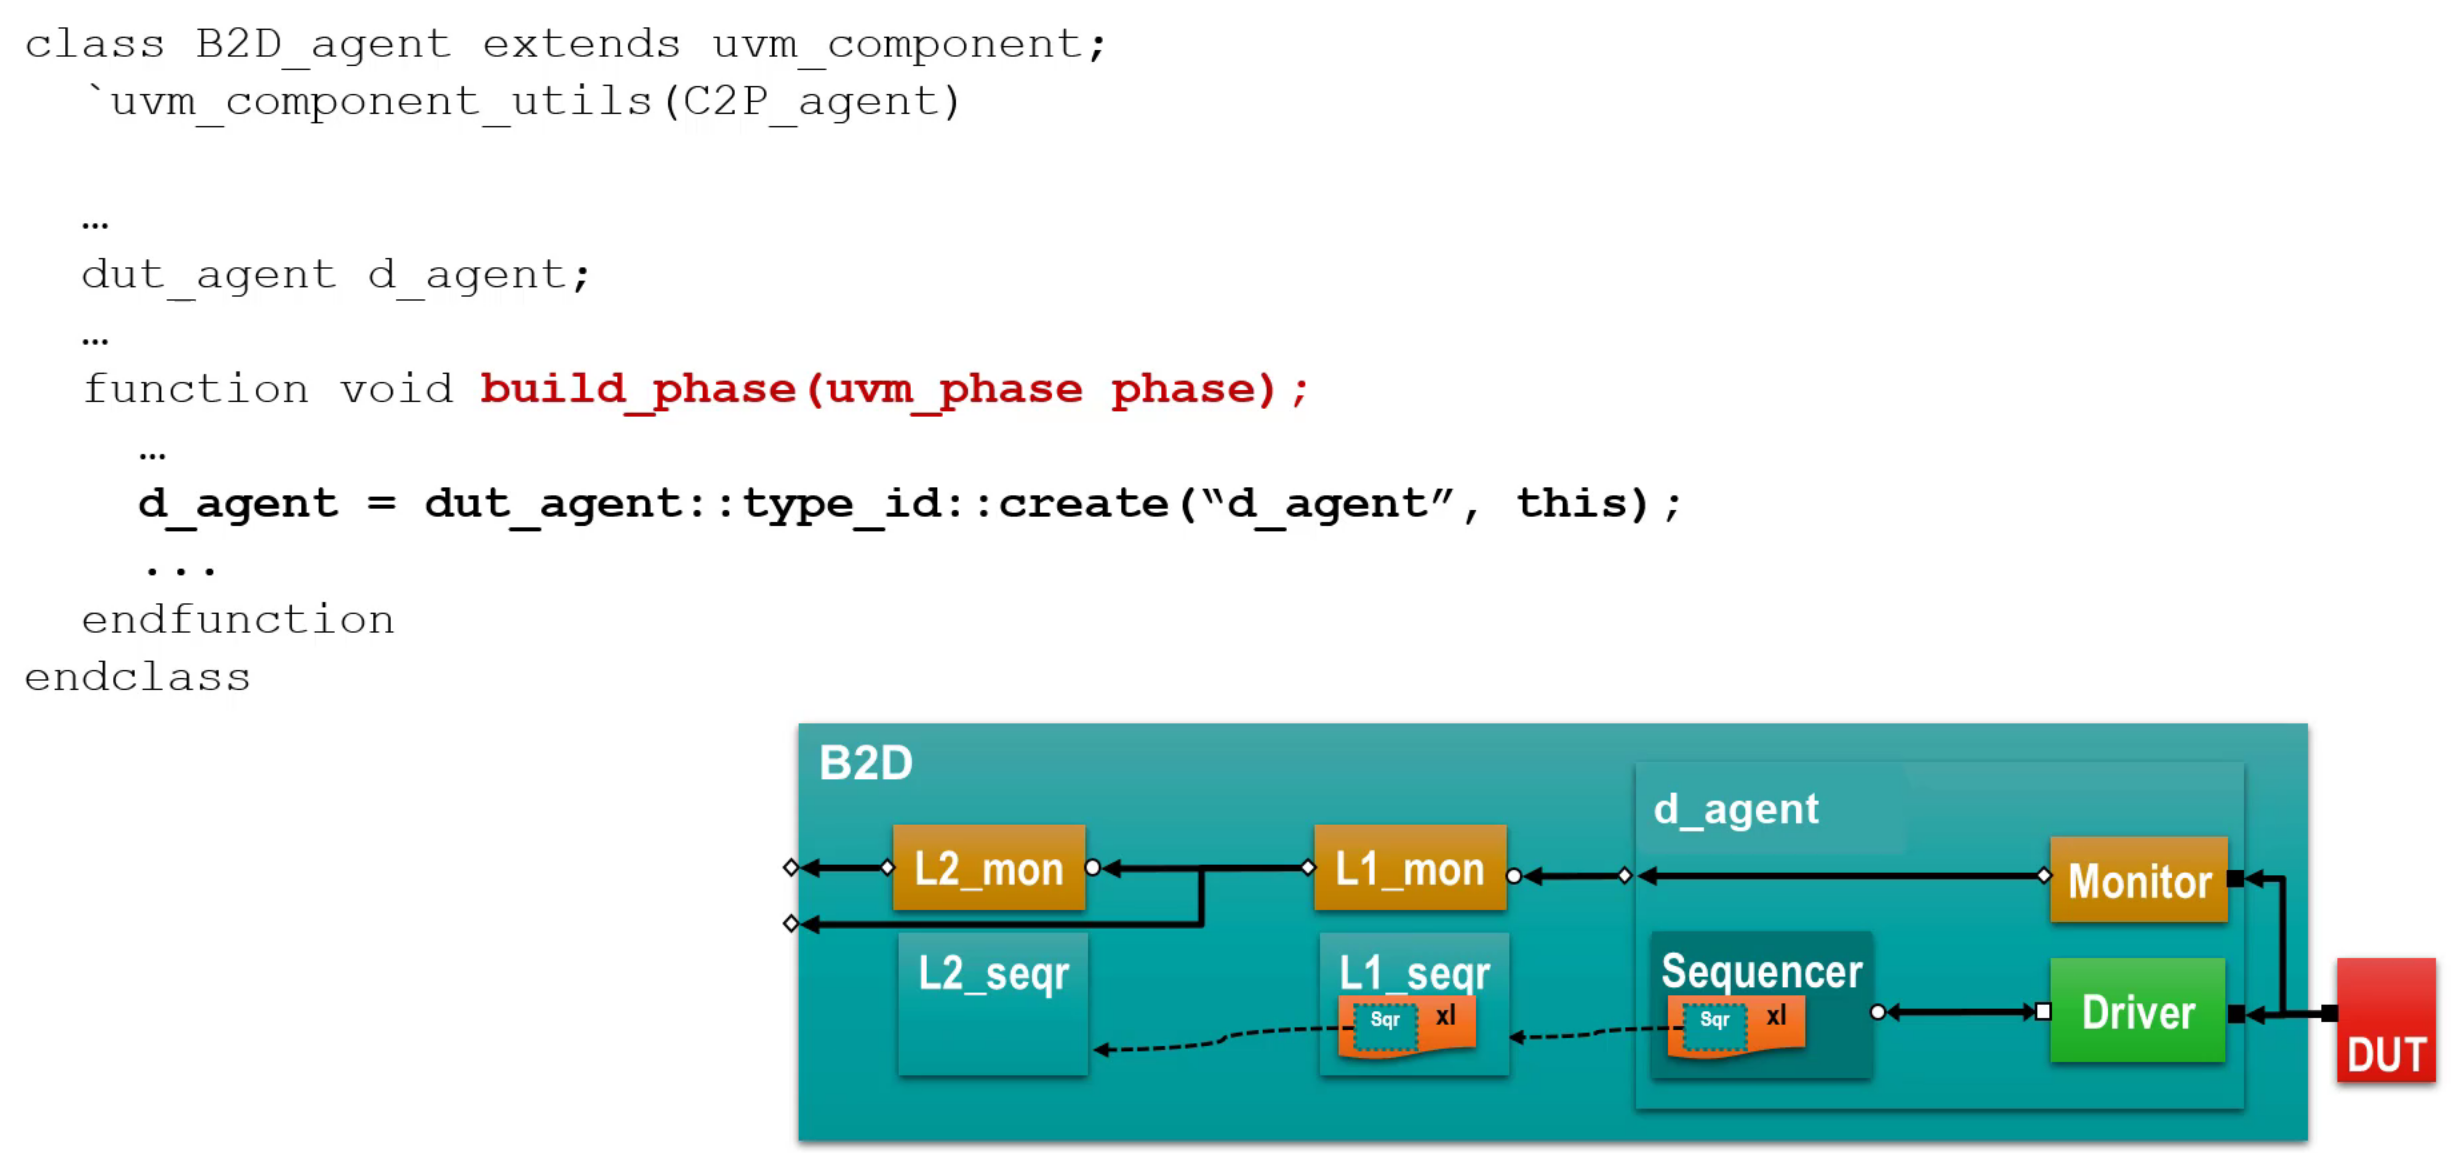 class B2D_agent extends uvm_component;
`uvm_component_utils(C2P_agent)
…
dut_agent d_agent;
…
function void build_phase(uvm_phase phase);
…
d_agent = dut_agent::type_id::create(“d_agent”, this);
...
endfunction
endclass
B2D
d_agent
L2_mon
L1_mon
Monitor
L2_seqr
L1_seqr
Sqr xl
Sequencer
Sqr xl
Driver
DUT